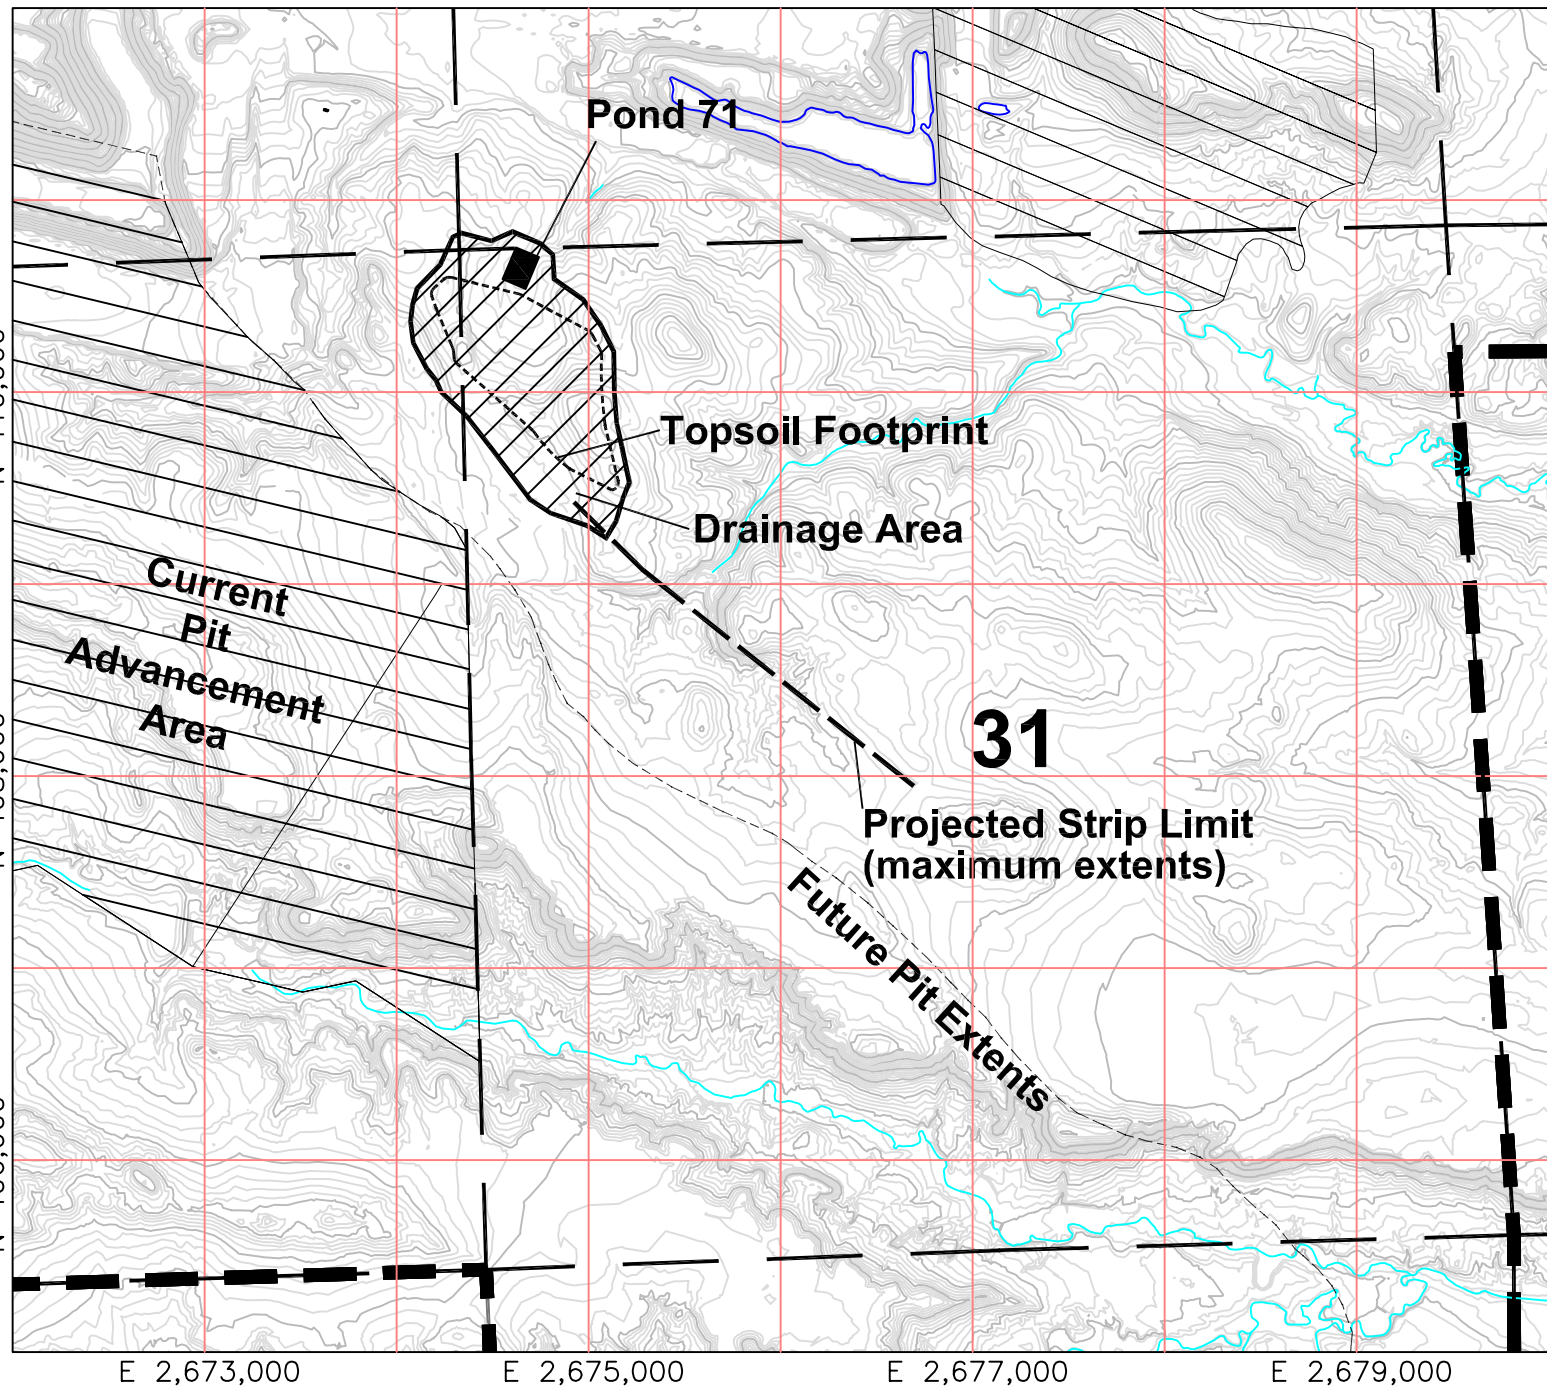 Pond 71
Topsoil Footprint
Drainage Area
Current
Pit
Advancement
Area
31
Projected Strip Limit
(maximum extents)
Future Pit Extents
E 2,673,000
E 2,675,000
E 2,677,000
E 2,679,000